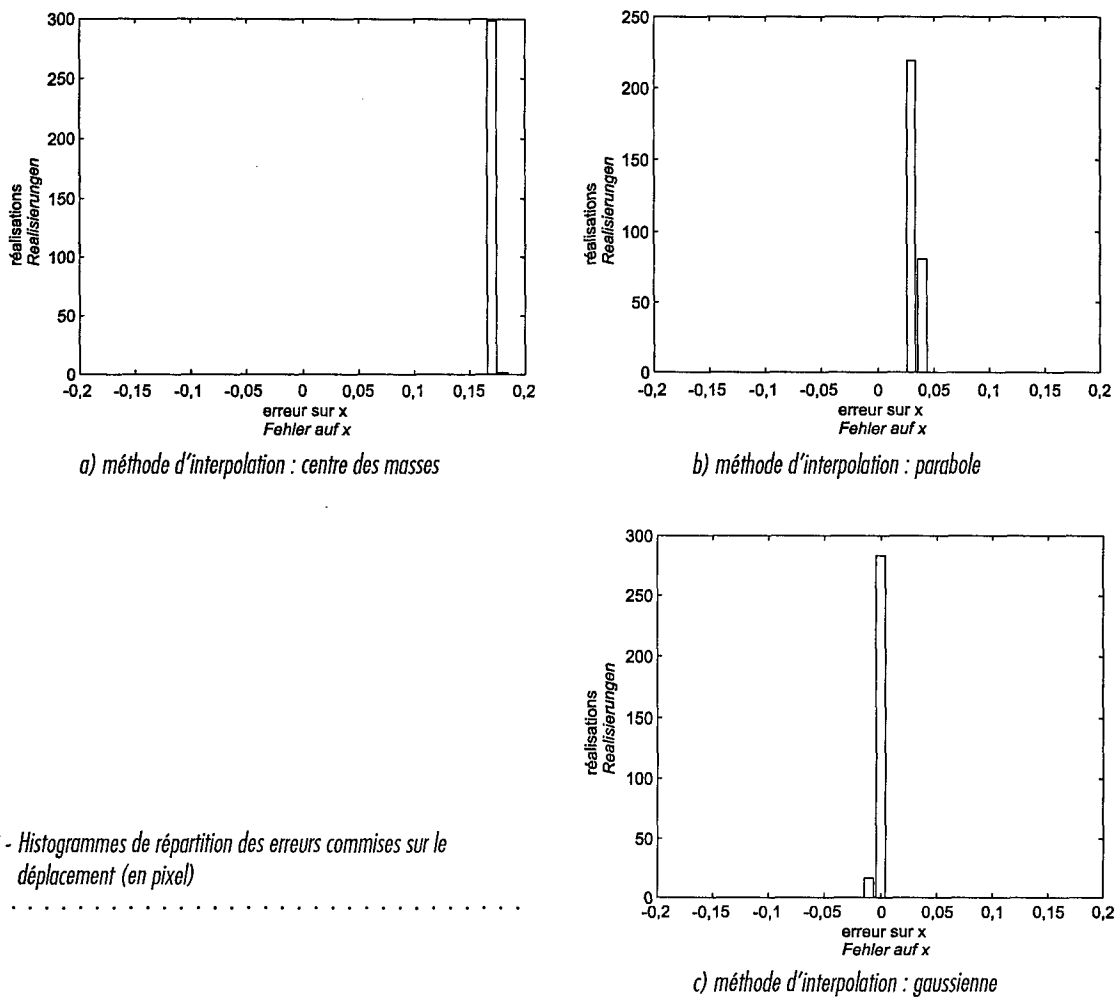 300
250
200
150
100
50
0
réalisations
Realisierungen
-0,2 -0,15 -0,1 -0,05 0 0,05 0,1 0,15 0,2
erreur sur x
Fehler auf x
a) méthode d'interpolation : centre des masses
250
200
150
100
50
0
réalisations
Realisierungen
-0,2 -0,15 -0,1 -0,05 0 0,05 0,1 0,15 0,2
erreur sur x
Fehler auf x
b) méthode d'interpolation : parabole
300
250
200
150
100
50
0
réalisations
Realisierungen
-0,2 -0,15 -0,1 -0,05 0 0,05 0,1 0,15 0,2
erreur sur x
Fehler auf x
c) méthode d'interpolation : gaussienne
- Histogrammes de répartition des erreurs commises sur le
déplacement (en pixel)